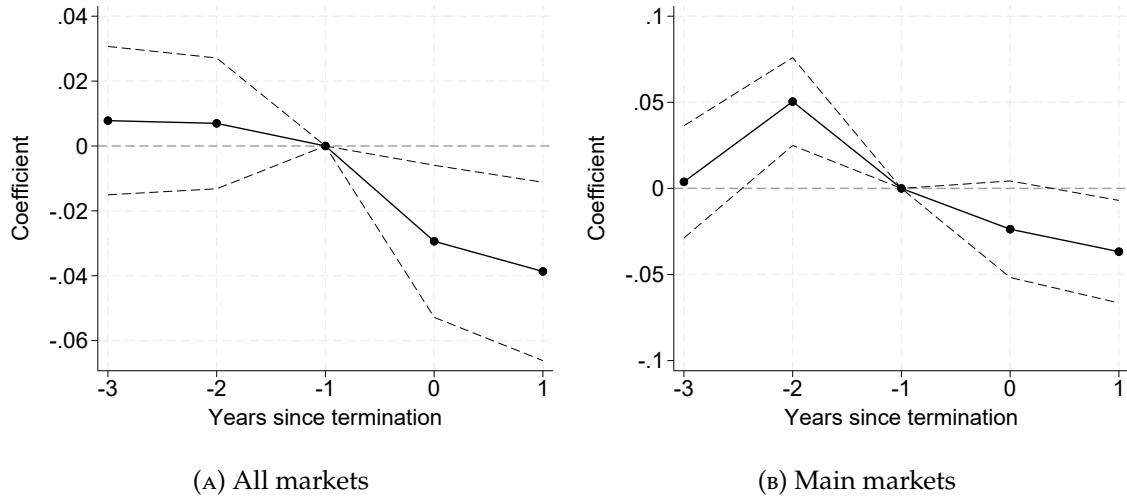 .04
.02
0
-.02
-.04
-.06
Coefficient
-3 -2 -1 0 1
Years since termination
(A) All markets
.1
.05
0
-.05
-.1
Coefficient
-3 -2 -1 0 1
Years since termination
(B) Main markets